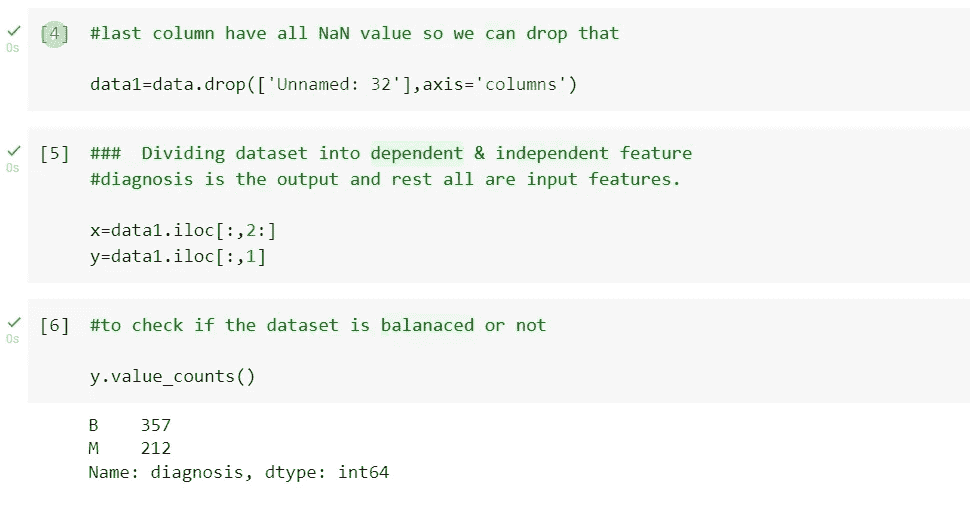 [4] #last column have all NaN value so we can drop that
0s
data1=data.drop(['Unnamed: 32'],axis='columns')
[5] ### Dividing dataset into dependent & independent feature
0s
#diagnosis is the output and rest all are input features.
x=data1.iloc[:,2:]
y=data1.iloc[:,1]
[6] #to check if the dataset is balanaced or not
0s
y.value_counts()
B 357
M 212
Name: diagnosis, dtype: int64